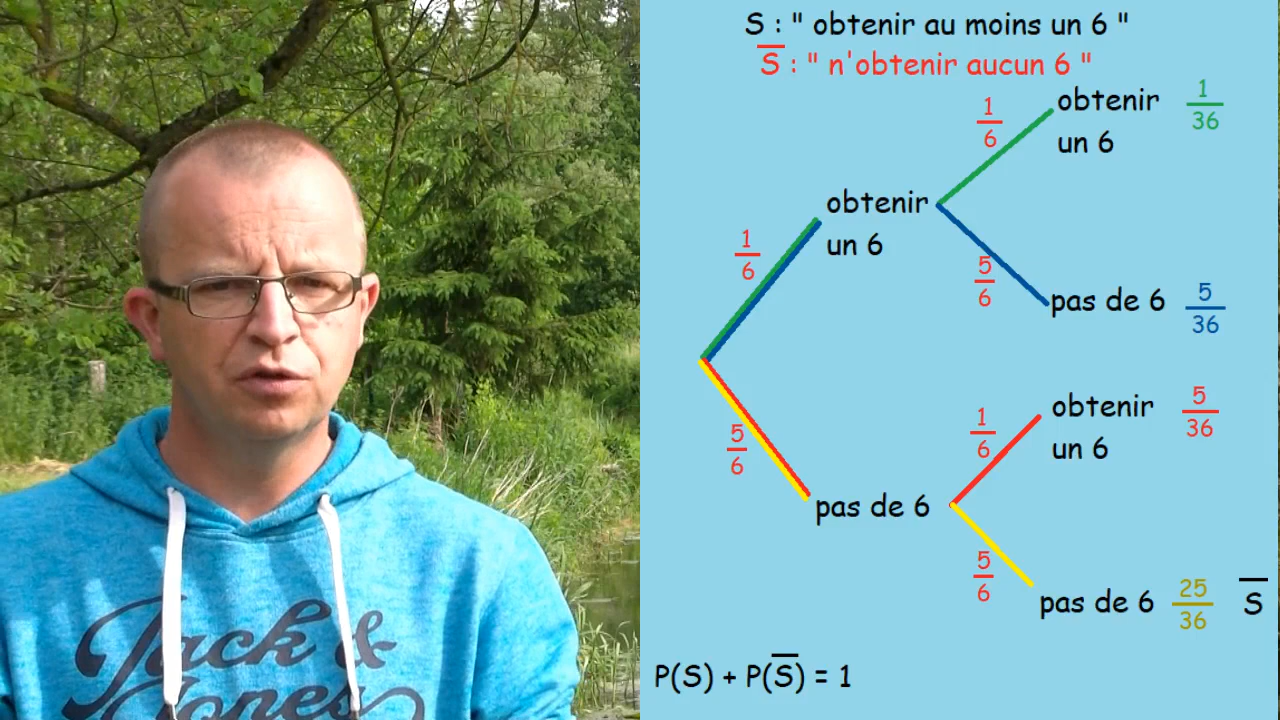 S : " obtenir au moins un 6 "
S̅ : " n'obtenir aucun 6 "
1/6
obtenir
un 6
1/36
1/6
obtenir
un 6
5/6
pas de 6
5/36
5/6
pas de 6
1/6
obtenir
un 6
5/36
5/6
pas de 6
25/36
S̅
P(S) + P(S̅) = 1
Jack &
Jones